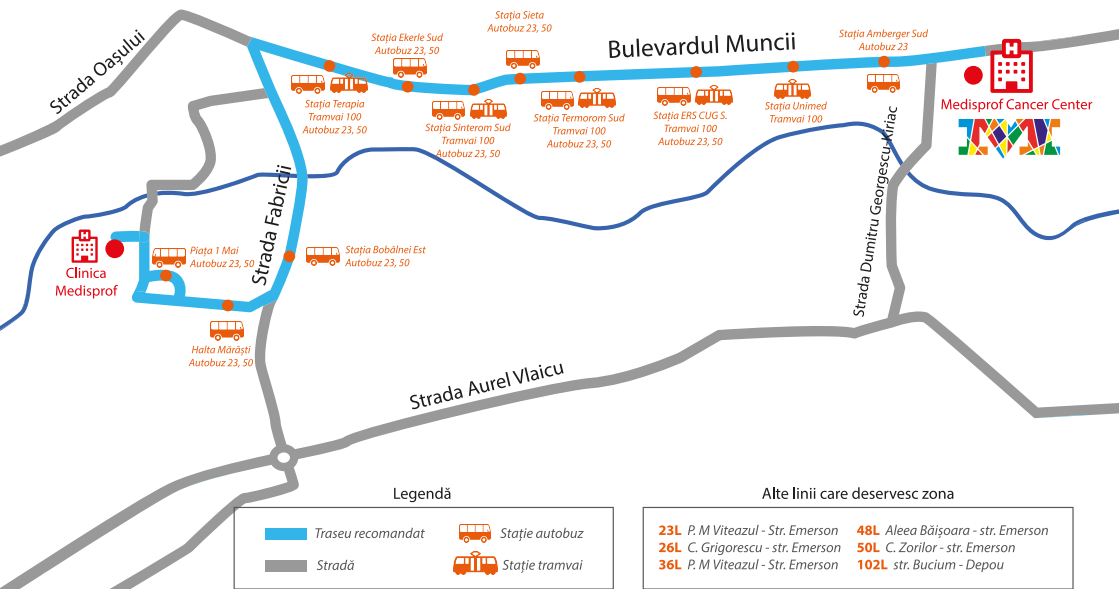 Strada Oașului
Stația Ekerle Sud
Autobuz 23, 50
Stația Sieta
Autobuz 23, 50
Bulevardul Muncii
Stația Amberger Sud
Autobuz 23
H
Medisprof Cancer Center
IMI
Stația Terapia
Tramvai 100
Autobuz 23, 50
Stația Sinterom Sud
Tramvai 100
Autobuz 23, 50
Stația Termorom Sud
Tramvai 100
Autobuz 23, 50
Stația ERS CUG S.
Tramvai 100
Autobuz 23, 50
Stația Unimed
Tramvai 100
Strada Dumitru Georgescu-Kiriac
Strada Fabricii
H
Clinica
Medisprof
Piața 1 Mai
Autobuz 23, 50
Stația Bobâlnei Est
Autobuz 23, 50
Halta Mărăști
Autobuz 23, 50
Strada Aurel Vlaicu
Legendă
Traseu recomandat
Stație autobuz
Stradă
Stație tramvai
Alte linii care deservesc zona
23L P. M Viteazul - Str. Emerson
48L Aleea Băișoara - str. Emerson
26L C. Grigorescu - str. Emerson
50L C. Zorilor - str. Emerson
36L P. M Viteazul - Str. Emerson
102L str. Bucium - Depou